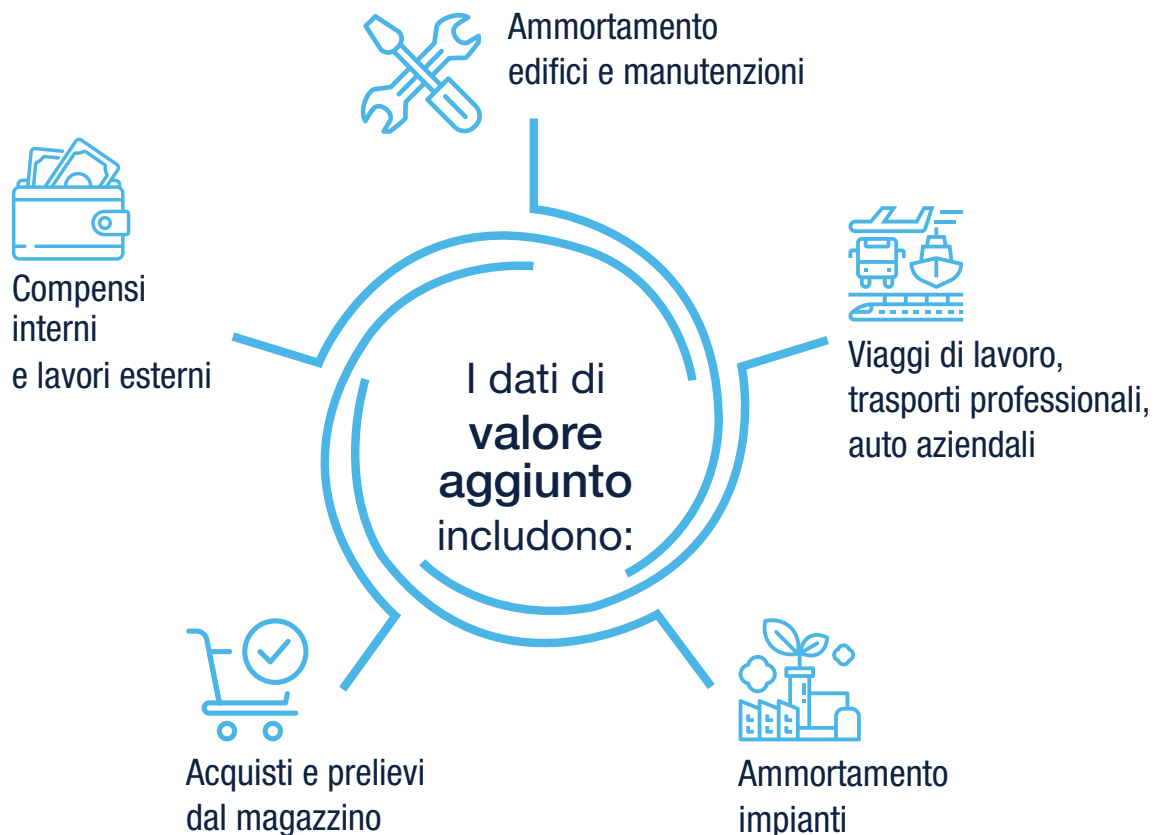 Ammortamento
edifici e manutenzioni
Compensi
interni
e lavori esterni
Viaggi di lavoro,
trasporti professionali,
auto aziendali
I dati di
valore
aggiunto
includono:
Acquisti e prelievi
dal magazzino
Ammortamento
impianti